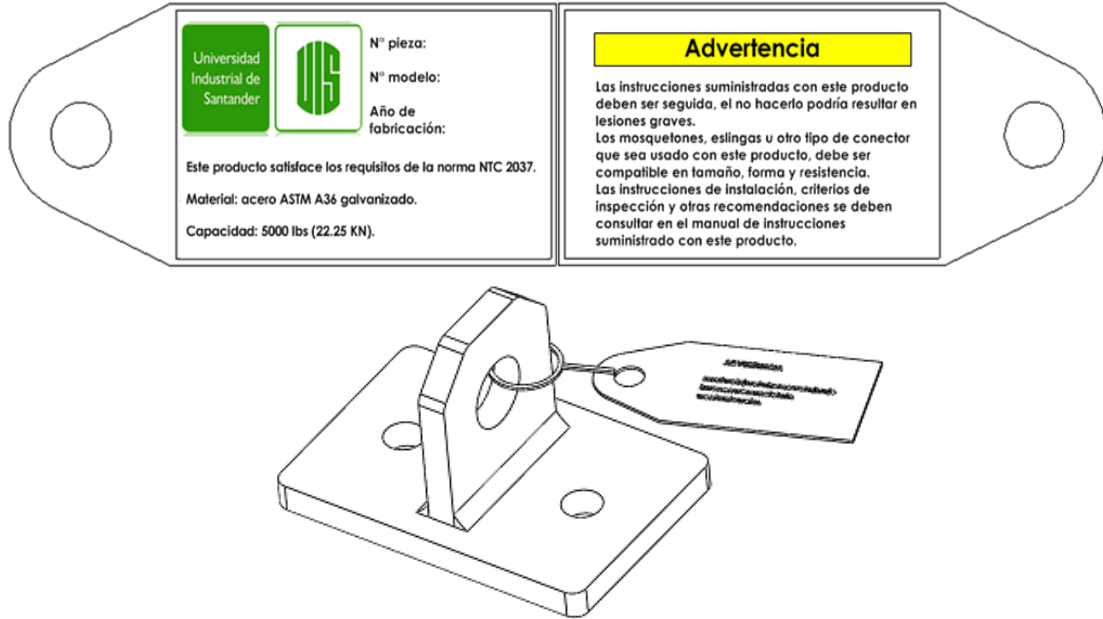 Universidad
Industrial de
Santander
UIS
N° pieza:
N° modelo:
Año de
fabricación:
Este producto satisface los requisitos de la norma NTC 2037.
Material: acero ASTM A36 galvanizado.
Capacidad: 5000 lbs (22.25 KN).
Advertencia
Las instrucciones suministradas con este producto
deben ser seguida, el no hacerlo podría resultar en
lesiones graves.
Los mosquetones, eslingas u otro tipo de conector
que sea usado con este producto, debe ser
compatible en tamaño, forma y resistencia.
Las instrucciones de instalación, criterios de
inspección y otras recomendaciones se deben
consultar en el manual de instrucciones
suministrado con este producto.